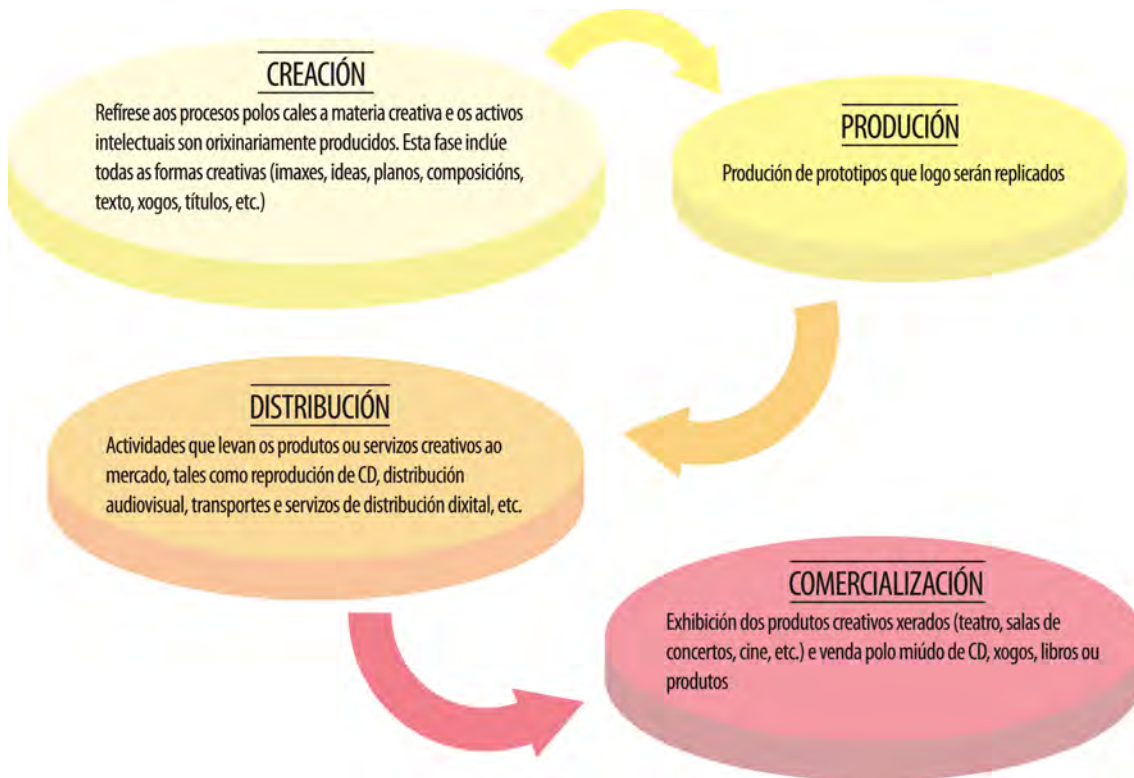 CREACIÓN
Refírese aos procesos polos cales a materia creativa e os activos
intelectuais son orixinariamente producidos. Esta fase inclúe
todas as formas creativas (imaxes, ideas, planos, composicións,
texto, xogos, títulos, etc.)
PRODUCIÓN
Produción de prototipos que logo serán replicados
DISTRIBUCIÓN
Actividades que levan os produtos ou servizos creativos ao
mercado, tales como reprodución de CD, distribución
audiovisual, transportes e servizos de distribución dixital, etc.
COMERCIALIZACIÓN
Exhibición dos produtos creativos xerados (teatro, salas de
concertos, cine, etc.) e venda polo miúdo de CD, xogos, libros ou
produtos